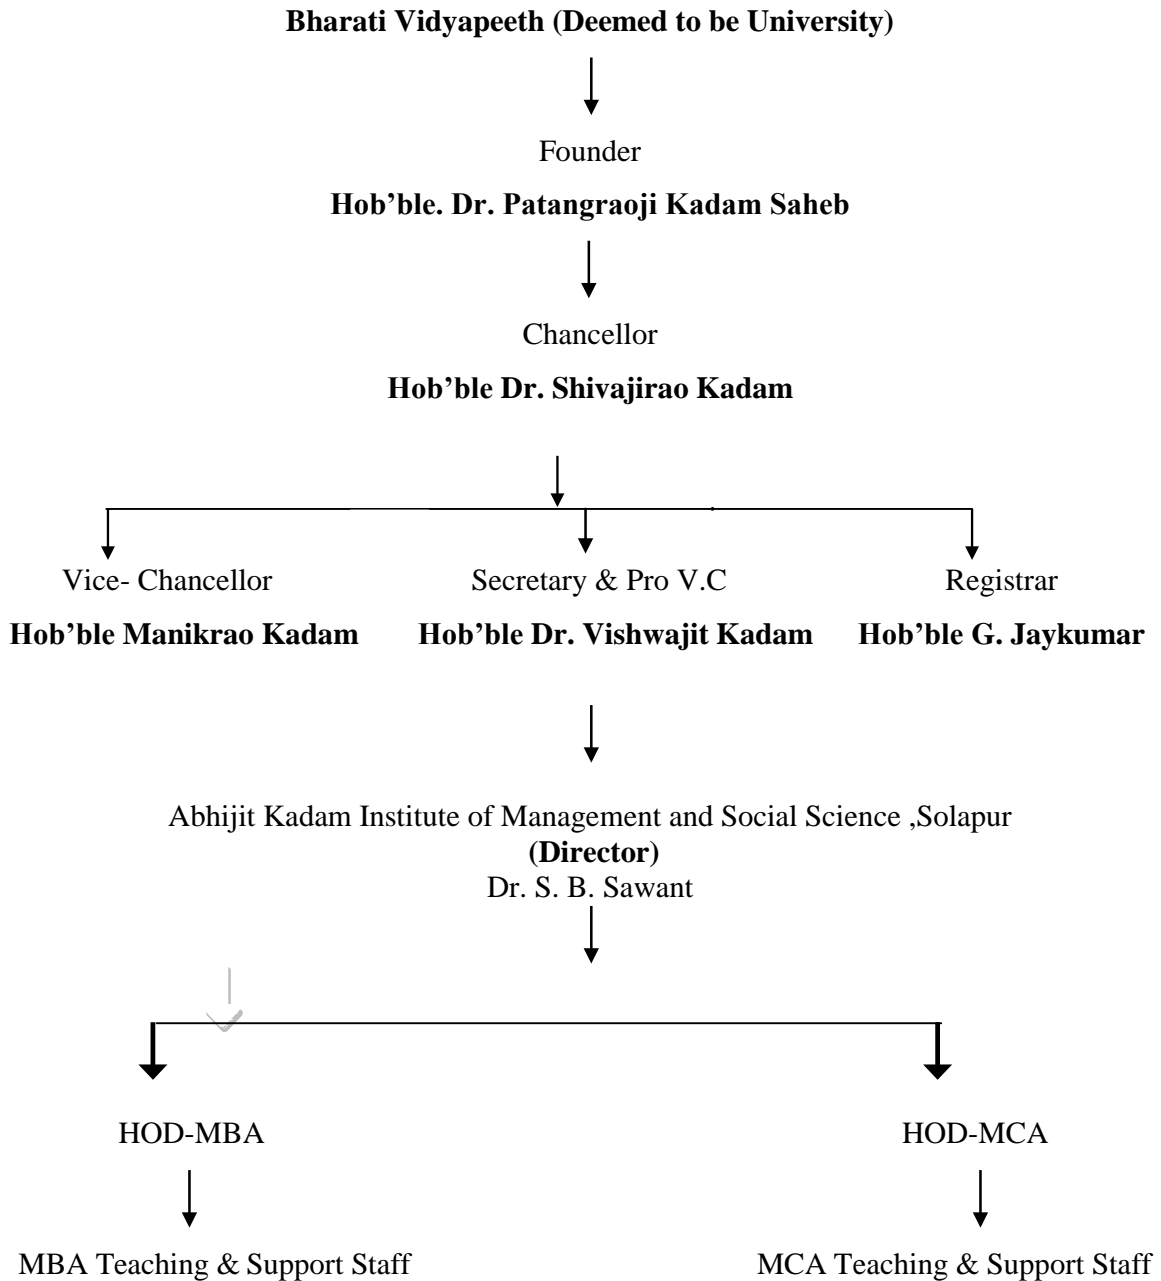 Bharati Vidyapeeth (Deemed to be University)
Founder
Hob’ble. Dr. Patangraoji Kadam Saheb
Chancellor
Hob’ble Dr. Shivajirao Kadam
Vice- Chancellor
Secretary & Pro V.C
Registrar
Hob’ble Manikrao Kadam
Hob’ble Dr. Vishwajit Kadam
Hob’ble G. Jaykumar
Abhijit Kadam Institute of Management and Social Science ,Solapur
(Director)
Dr. S. B. Sawant
HOD-MBA
HOD-MCA
MBA Teaching & Support Staff
MCA Teaching & Support Staff